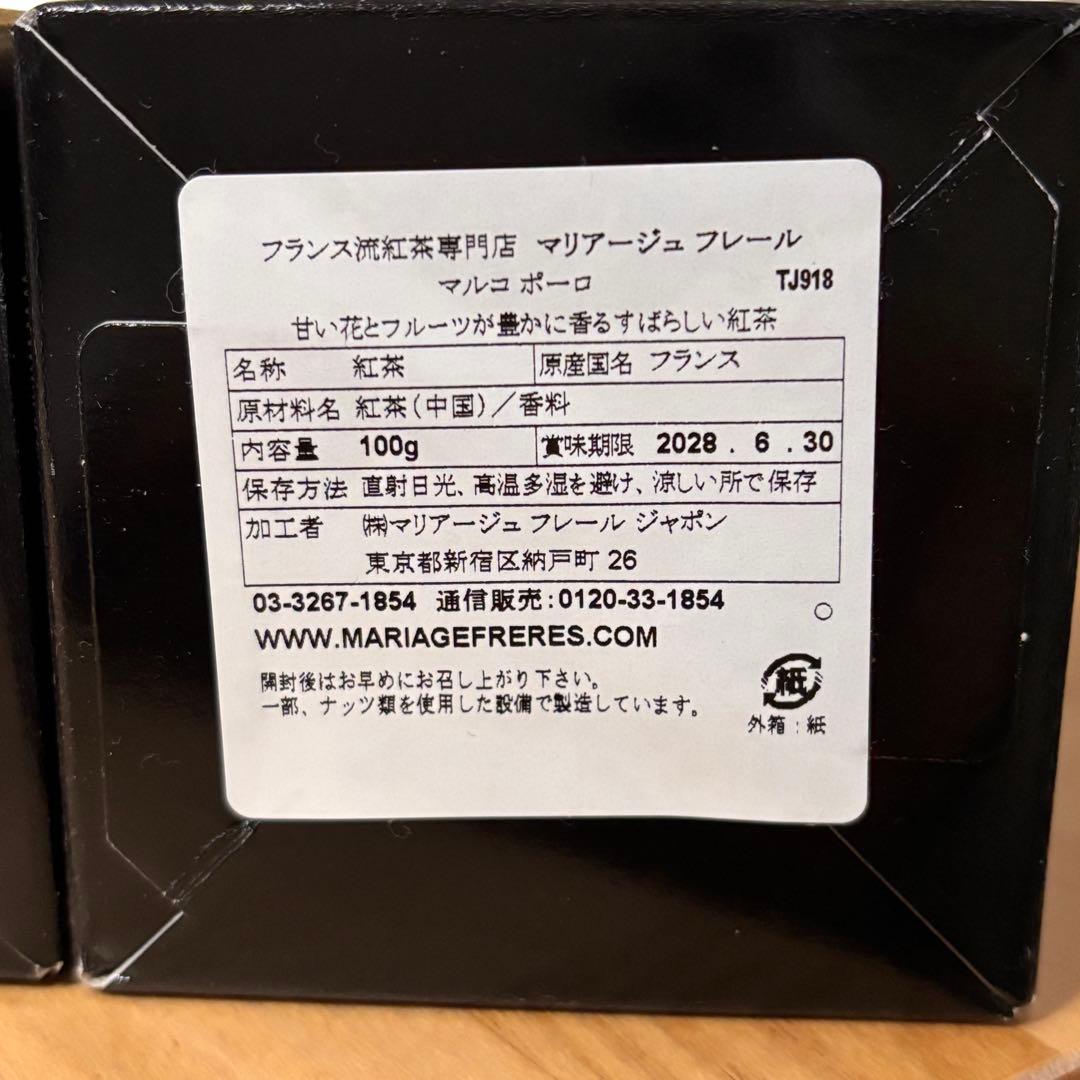 フランス流紅茶専門店 マリアージュ フレール
マルコ ポーロ TJ918
甘い花とフルーツが豊かに香るすばらしい紅茶
名称 紅茶 原産国名 フランス
原材料名 紅茶(中国)/香料
内容量 100g 賞味期限 2028 . 6 . 30
保存方法 直射日光、高温多湿を避け、涼しい所で保存
加工者 ㈱マリアージュ フレール ジャポン
東京都新宿区納戸町 26
03-3267-1854 通信販売:0120-33-1854
WWW.MARIAGEFRERES.COM
開封後はお早めにお召し上がり下さい。
一部、ナッツ類を使用した設備で製造しています。
紙
外箱:紙